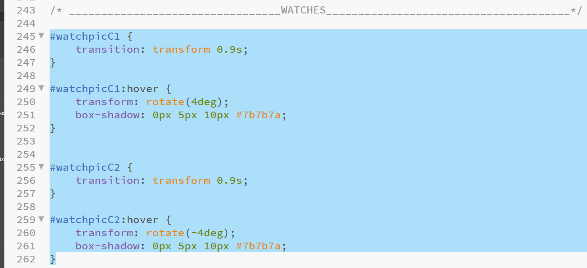 243 /* _________________________________WATCHES______________________________________*/
244
245 #watchpicC1 {
246 transition: transform 0.9s;
247 }
248
249 #watchpicC1:hover {
250 transform: rotate(4deg);
251 box-shadow: 0px 5px 10px #7b7b7a;
252 }
253
254
255 #watchpicC2 {
256 transition: transform 0.9s;
257 }
258
259 #watchpicC2:hover {
260 transform: rotate(-4deg);
261 box-shadow: 0px 5px 10px #7b7b7a;
262 }